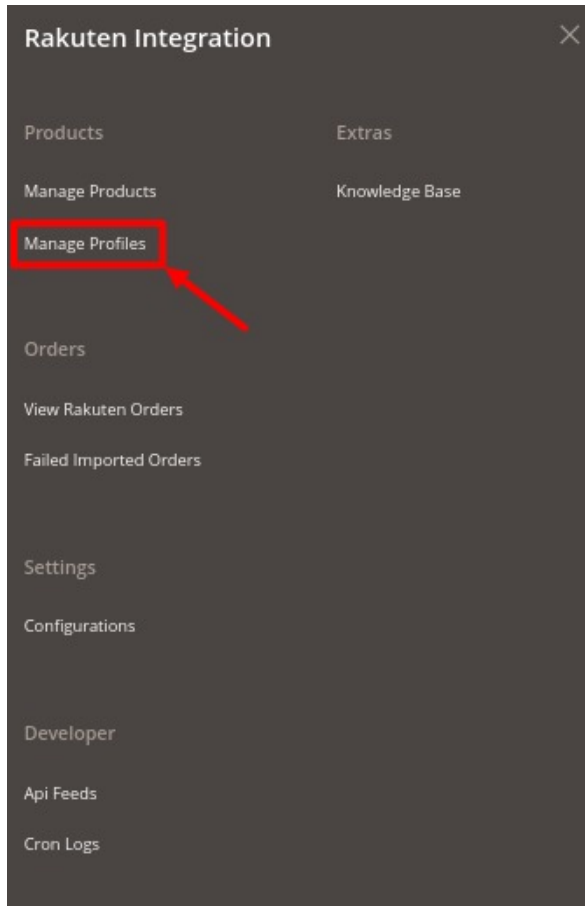 Rakuten Integration
Products
Manage Products
Manage Profiles
Extras
Knowledge Base
Orders
View Rakuten Orders
Failed Imported Orders
Settings
Configurations
Developer
Api Feeds
Cron Logs